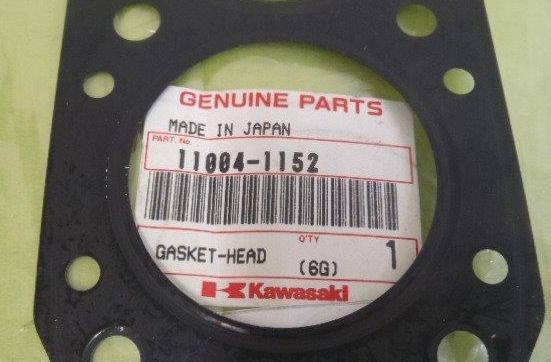 GENUINE PARTS
MADE IN JAPAN
PART. No.
11004-1152
Q'TY
GASKET-HEAD 1
(6G)
Kawasaki